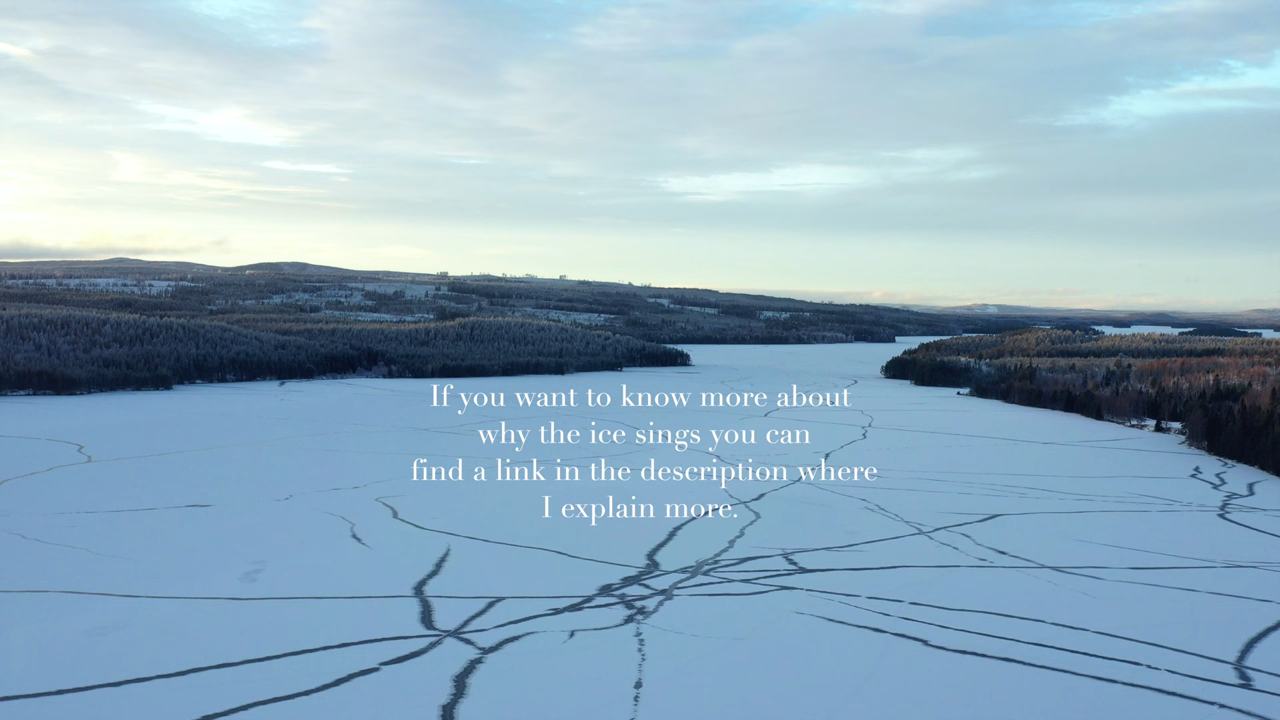 If you want to know more about
why the ice sings you can
find a link in the description where
I explain more.